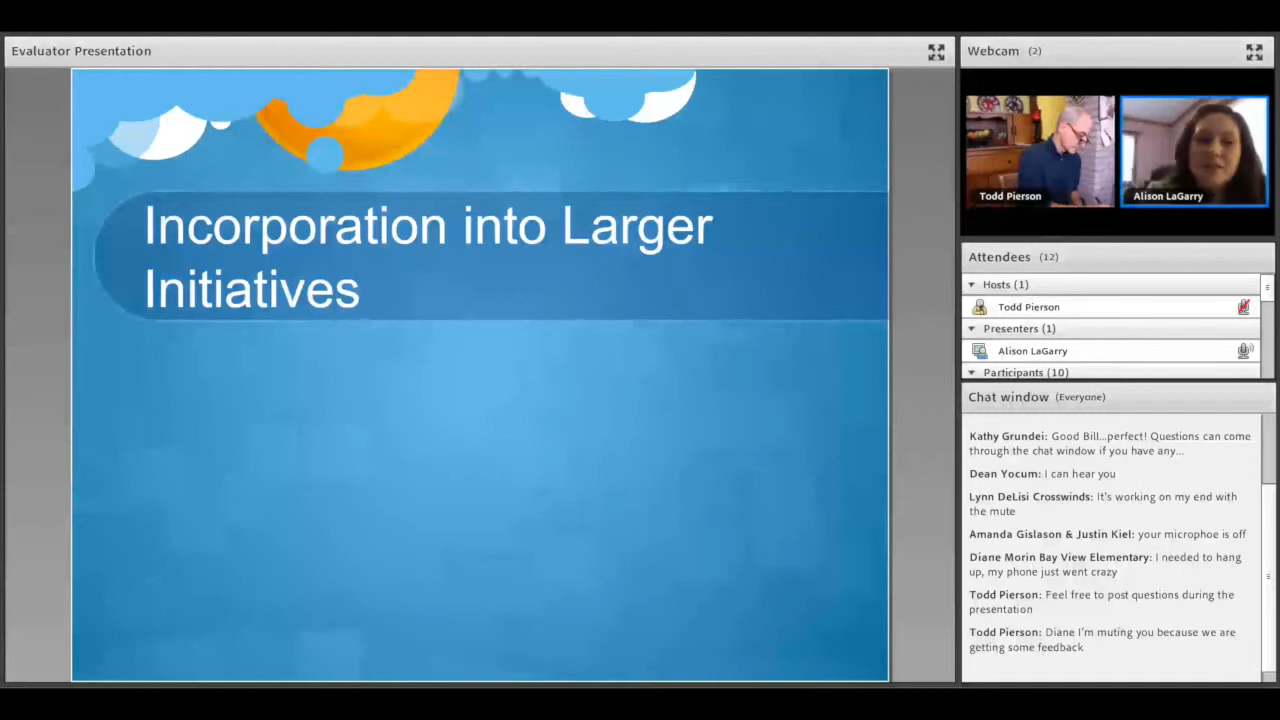 Evaluator Presentation
Incorporation into Larger
Initiatives
Webcam (2)
Todd Pierson
Alison LaGarry
Attendees (12)
Hosts (1)
Todd Pierson
Presenters (1)
Alison LaGarry
Participants (10)
Chat window (Everyone)
Kathy Grundei: Good Bill...perfect! Questions can come
through the chat window if you have any...
Dean Yocum: I can hear you
Lynn DeLisi Crosswinds: It's working on my end with
the mute
Amanda Gislason & Justin Kiel: your microphoe is off
Diane Morin Bay View Elementary: I needed to hang
up, my phone just went crazy
Todd Pierson: Feel free to post questions during the
presentation
Todd Pierson: Diane I'm muting you because we are
getting some feedback